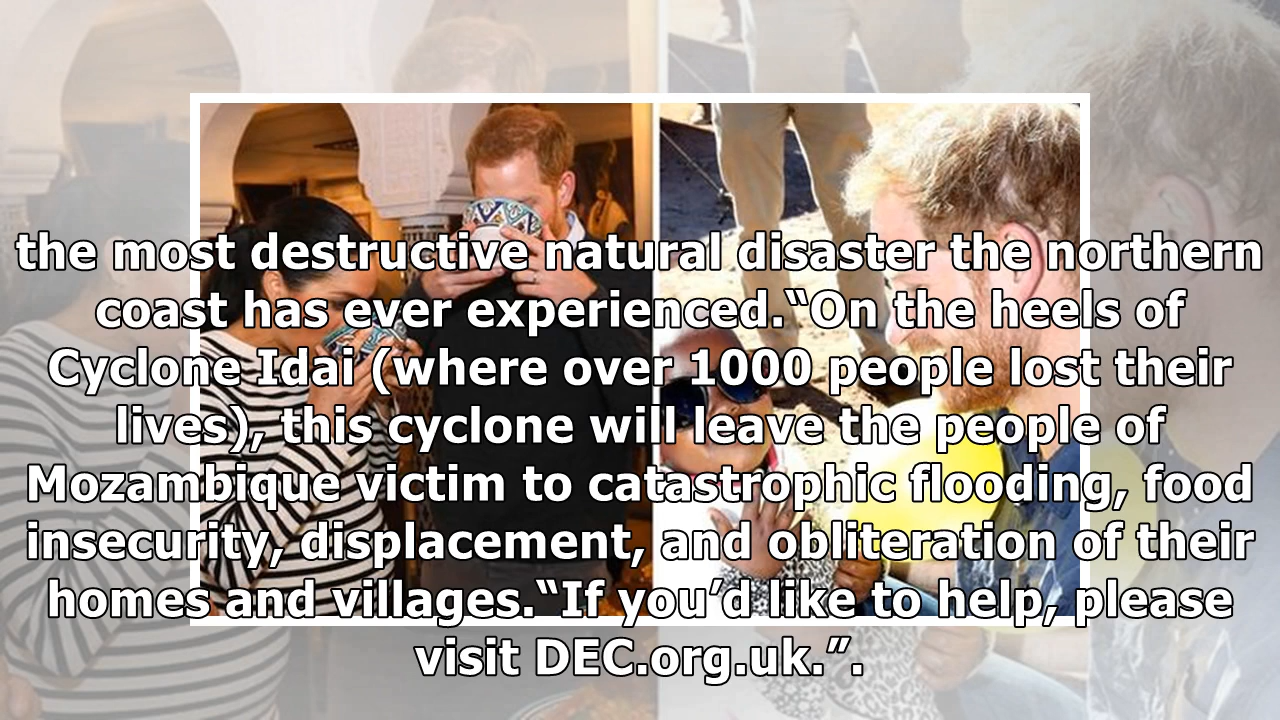 the most destructive natural disaster the northern
coast has ever experienced.“On the heels of
Cyclone Idai (where over 1000 people lost their
lives), this cyclone will leave the people of
Mozambique victim to catastrophic flooding, food
insecurity, displacement, and obliteration of their
homes and villages.“If you’d like to help, please
visit DEC.org.uk.”.